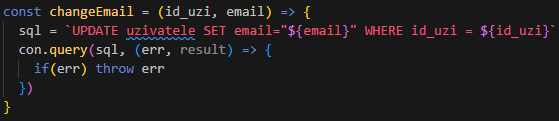 const changeEmail = (id_uzi, email) => {
sql = `UPDATE uzivatele SET email="${email}" WHERE id_uzi = ${id_uzi}`
con.query(sql, (err, result) => {
if(err) throw err
})
}